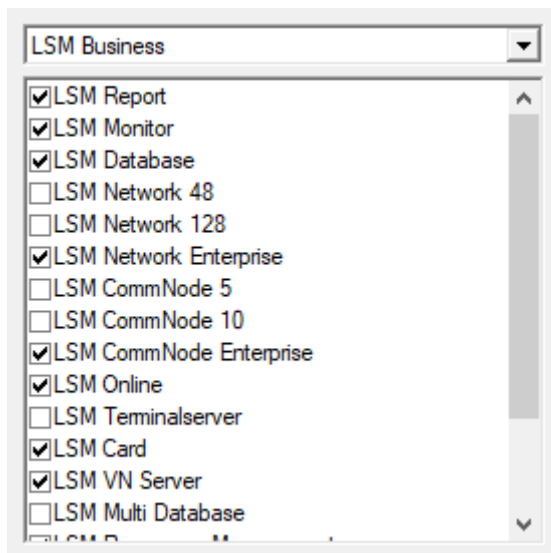 LSM Business
LSM Report
LSM Monitor
LSM Database
LSM Network 48
LSM Network 128
LSM Network Enterprise
LSM CommNode 5
LSM CommNode 10
LSM CommNode Enterprise
LSM Online
LSM Terminalserver
LSM Card
LSM VN Server
LSM Multi Database